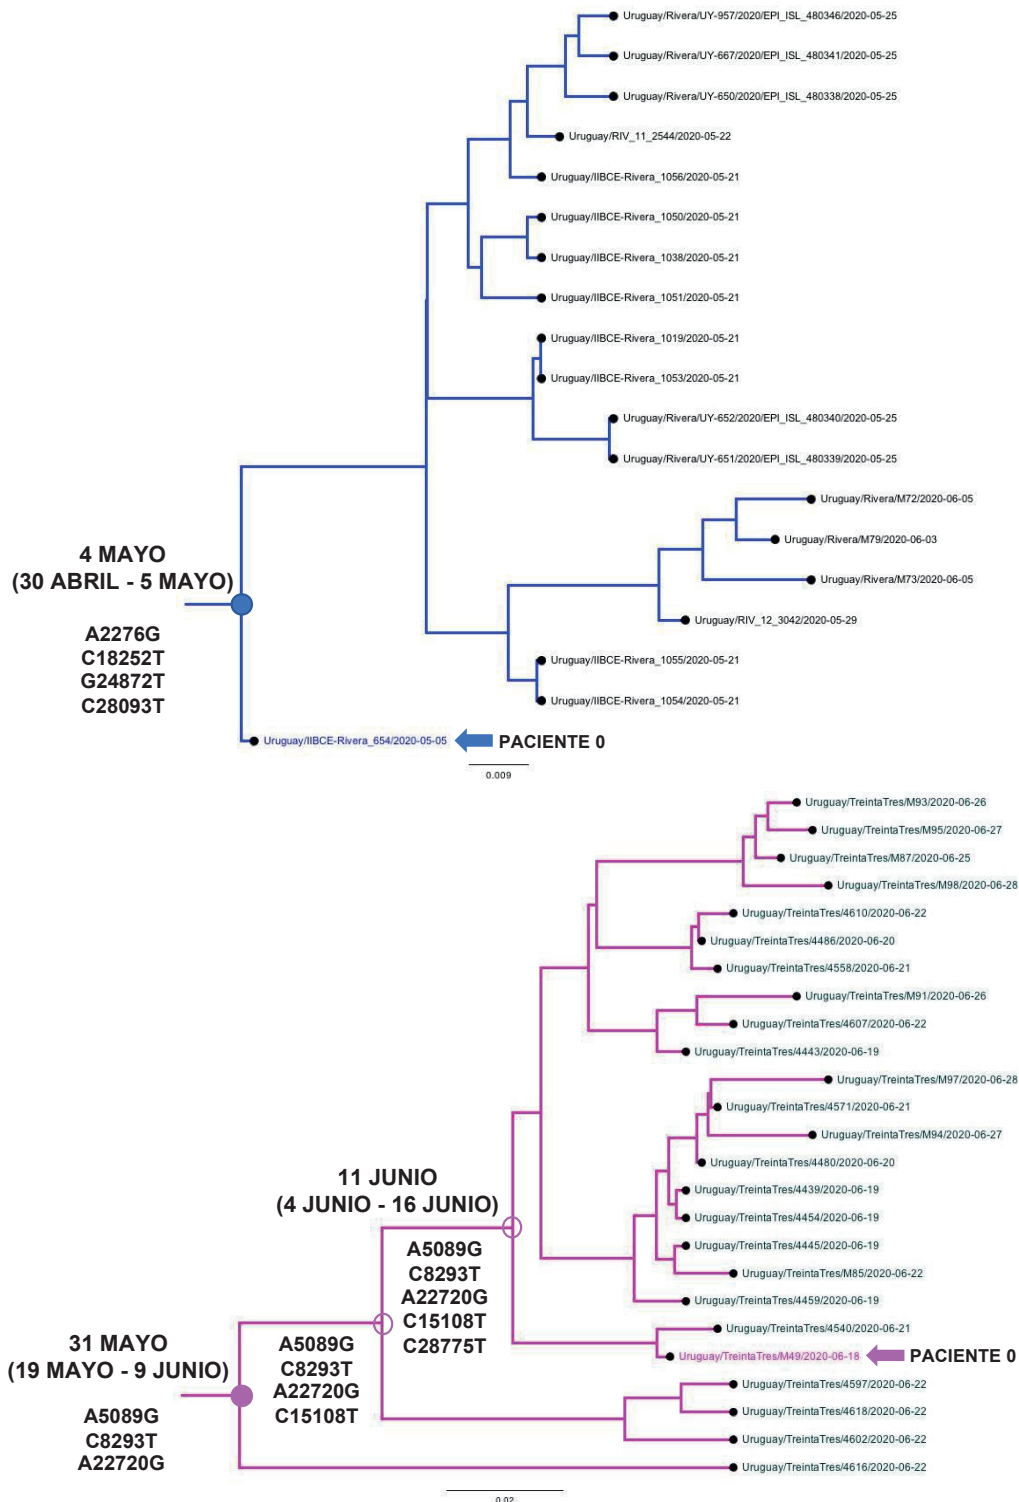 Uruguay/Rivera/UY-957/2020/EPI_ISL_480346/2020-05-25
Uruguay/Rivera/UY-667/2020/EPI_ISL_480341/2020-05-25
Uruguay/Rivera/UY-650/2020/EPI_ISL_480338/2020-05-25
Uruguay/RIV_11_2544/2020-05-22
Uruguay/IIBCE-Rivera_1056/2020-05-21
Uruguay/IIBCE-Rivera_1050/2020-05-21
Uruguay/IIBCE-Rivera_1038/2020-05-21
Uruguay/IIBCE-Rivera_1051/2020-05-21
Uruguay/IIBCE-Rivera_1019/2020-05-21
Uruguay/IIBCE-Rivera_1053/2020-05-21
Uruguay/Rivera/UY-652/2020/EPI_ISL_480340/2020-05-25
Uruguay/Rivera/UY-651/2020/EPI_ISL_480339/2020-05-25
Uruguay/Rivera/M72/2020-06-05
Uruguay/Rivera/M79/2020-06-03
Uruguay/Rivera/M73/2020-06-05
Uruguay/RIV_12_3042/2020-05-29
Uruguay/IIBCE-Rivera_1055/2020-05-21
Uruguay/IIBCE-Rivera_1054/2020-05-21
4 MAYO
(30 ABRIL - 5 MAYO)
A2276G
C18252T
G24872T
C28093T
Uruguay/IIBCE-Rivera_654/2020-05-05
PACIENTE 0
0.009
Uruguay/TreintaTres/M93/2020-06-26
Uruguay/TreintaTres/M95/2020-06-27
Uruguay/TreintaTres/M87/2020-06-25
Uruguay/TreintaTres/M98/2020-06-28
Uruguay/TreintaTres/4610/2020-06-22
Uruguay/TreintaTres/4486/2020-06-20
Uruguay/TreintaTres/4558/2020-06-21
Uruguay/TreintaTres/M91/2020-06-26
Uruguay/TreintaTres/4607/2020-06-22
Uruguay/TreintaTres/4443/2020-06-19
Uruguay/TreintaTres/M97/2020-06-28
Uruguay/TreintaTres/4571/2020-06-21
Uruguay/TreintaTres/M94/2020-06-27
Uruguay/TreintaTres/4480/2020-06-20
Uruguay/TreintaTres/4439/2020-06-19
Uruguay/TreintaTres/4454/2020-06-19
Uruguay/TreintaTres/4445/2020-06-19
Uruguay/TreintaTres/M85/2020-06-22
Uruguay/TreintaTres/4459/2020-06-19
Uruguay/TreintaTres/4540/2020-06-21
Uruguay/TreintaTres/M49/2020-06-18
PACIENTE 0
Uruguay/TreintaTres/4597/2020-06-22
Uruguay/TreintaTres/4618/2020-06-22
Uruguay/TreintaTres/4602/2020-06-22
Uruguay/TreintaTres/4616/2020-06-22
11 JUNIO
(4 JUNIO - 16 JUNIO)
A5089G
C8293T
A22720G
C15108T
C28775T
A5089G
C8293T
A22720G
C15108T
31 MAYO
(19 MAYO - 9 JUNIO)
A5089G
C8293T
A22720G
0.02